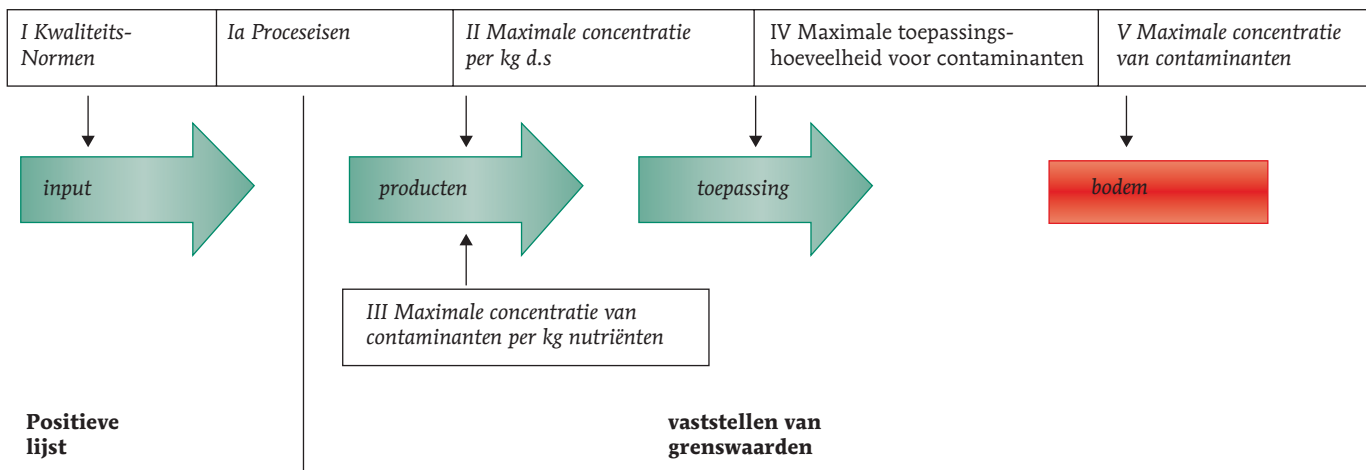 I Kwaliteits-
Normen
Ia Proceseisen
II Maximale concentratie
per kg d.s
IV Maximale toepassings-
hoeveelheid voor contaminanten
V Maximale concentratie
van contaminanten
input
producten
toepassing
bodem
III Maximale concentratie van
contaminanten per kg nutriënten
Positieve
lijst
vaststellen van
grenswaarden